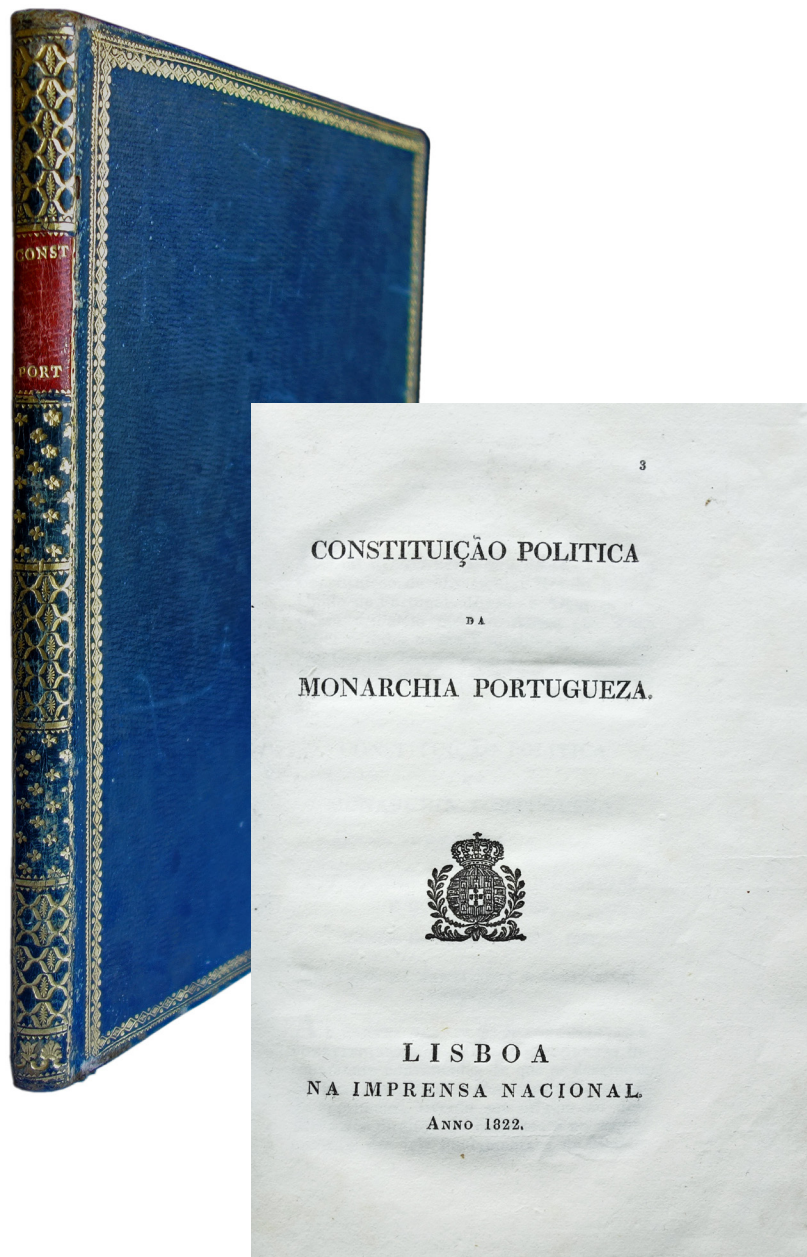 CONST
PORT
3
CONSTITUIÇÃO POLITICA
DA
MONARCHIA PORTUGUEZA.
LISBOA
NA IMPRENSA NACIONAL.
ANNO 1822.